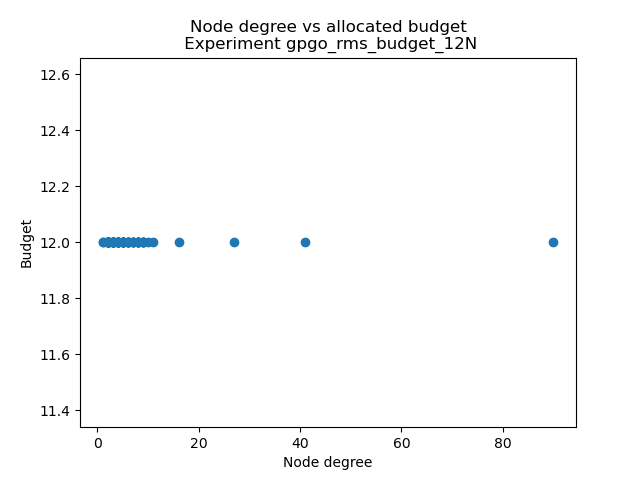 Node degree vs allocated budget
Experiment gpgo_rms_budget_12N
12.6
12.4
12.2
12.0
11.8
11.6
11.4
Budget
0 20 40 60 80
Node degree